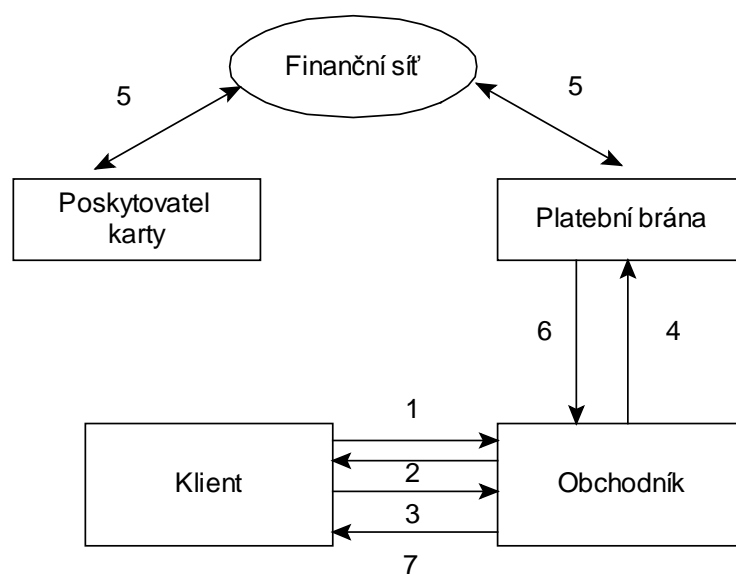 Finanční síť
5
5
Poskytovatel
karty
Platební brána
6
4
1
Klient
2
Obchodník
3
7